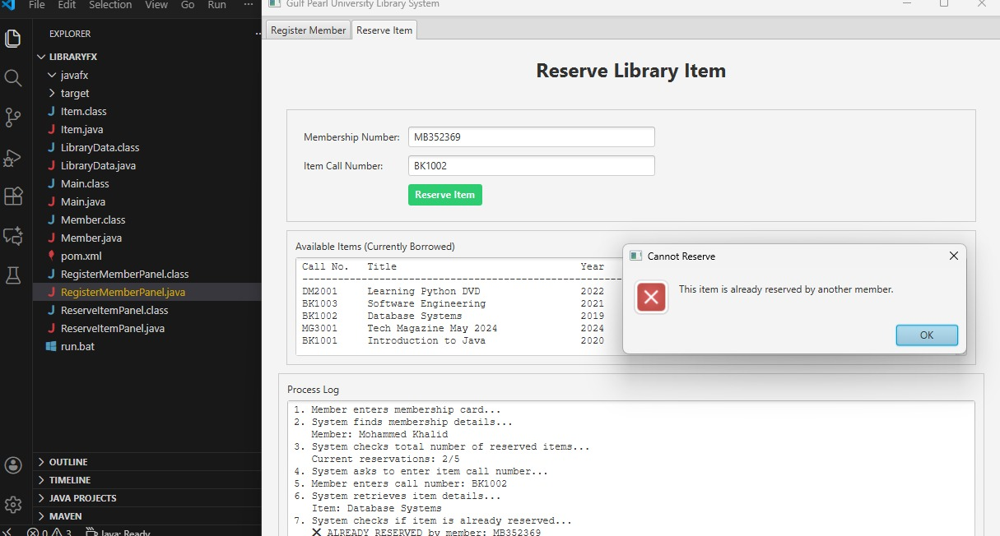 File Edit Selection View Go Run ···
EXPLORER ···
LIBRARYFX
javafx
target
Item.class
Item.java
LibraryData.class
LibraryData.java
Main.class
Main.java
Member.class
Member.java
pom.xml
RegisterMemberPanel.class
RegisterMemberPanel.java
ReserveItemPanel.class
ReserveItemPanel.java
run.bat
OUTLINE
TIMELINE
JAVA PROJECTS
MAVEN
0 3 Java: Ready
Gulf Pearl University Library System
Register Member Reserve Item
Reserve Library Item
Membership Number: MB352369
Item Call Number: BK1002
Reserve Item
Available Items (Currently Borrowed)
Call No. Title Year
------------------------------------------------------
DM2001 Learning Python DVD 2022
BK1003 Software Engineering 2021
BK1002 Database Systems 2019
MG3001 Tech Magazine May 2024 2024
BK1001 Introduction to Java 2020
Cannot Reserve
This item is already reserved by another member.
OK
Process Log
1. Member enters membership card...
2. System finds membership details...
Member: Mohammed Khalid
3. System checks total number of reserved items...
Current reservations: 2/5
4. System asks to enter item call number...
5. Member enters call number: BK1002
6. System retrieves item details...
Item: Database Systems
7. System checks if item is already reserved...
❌ ALREADY RESERVED by member: MB352369